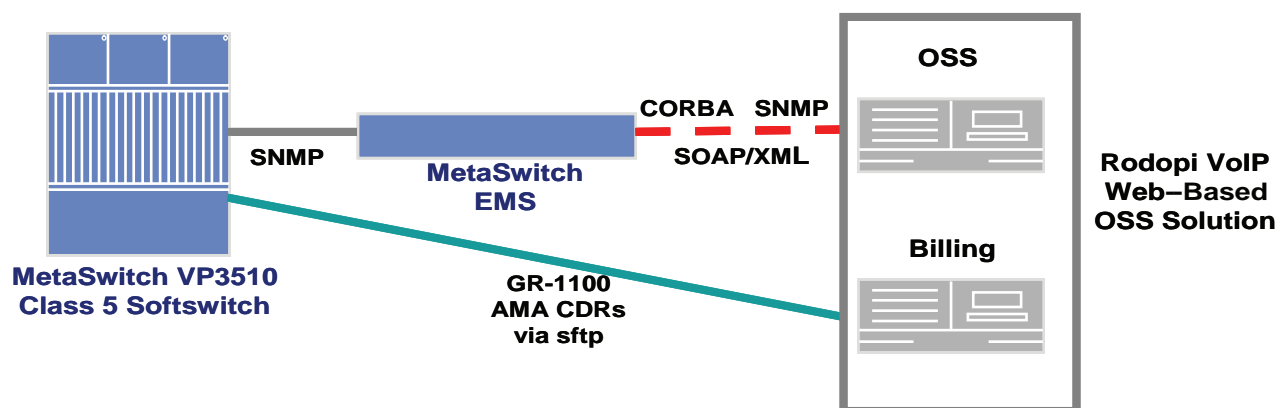 OSS
CORBA SNMP
SNMP
SOAP/XML
MetaSwitch
EMS
Rodopi VoIP
Web–Based
OSS Solution
Billing
MetaSwitch VP3510
Class 5 Softswitch
GR-1100
AMA CDRs
via sftp